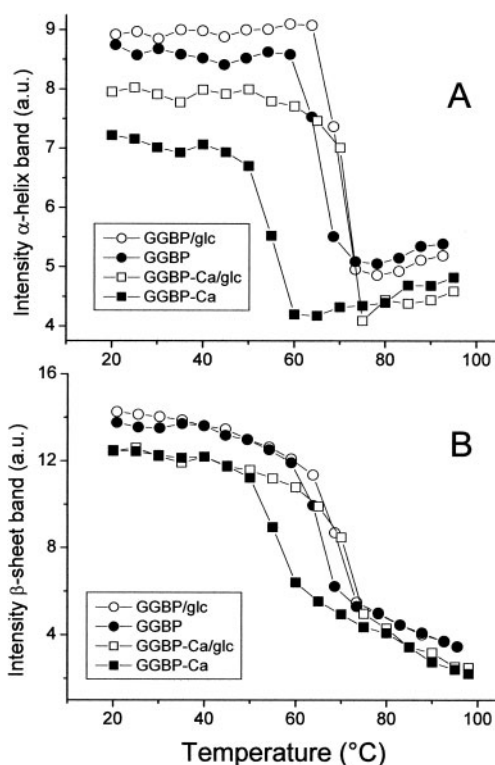 9
8
7
6
5
4
Intensity α-helix band (a.u.)
A
GGBP/glc
GGBP
GGBP-Ca/glc
GGBP-Ca
20 40 60 80 100
16
12
8
4
Intensity β-sheet band (a.u.)
B
GGBP/glc
GGBP
GGBP-Ca/glc
GGBP-Ca
20 40 60 80 100
Temperature (°C)